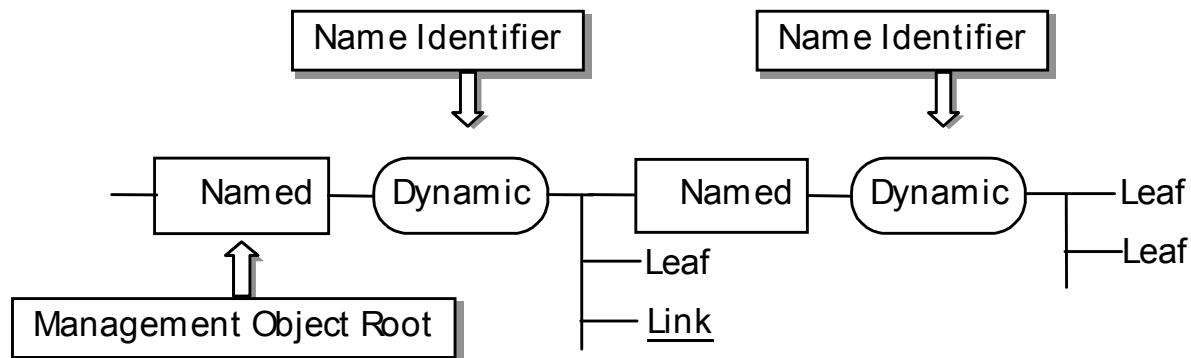 Name Identifier
Name Identifier
Named
Dynamic
Named
Dynamic
Leaf
Leaf
Leaf
Link
Management Object Root